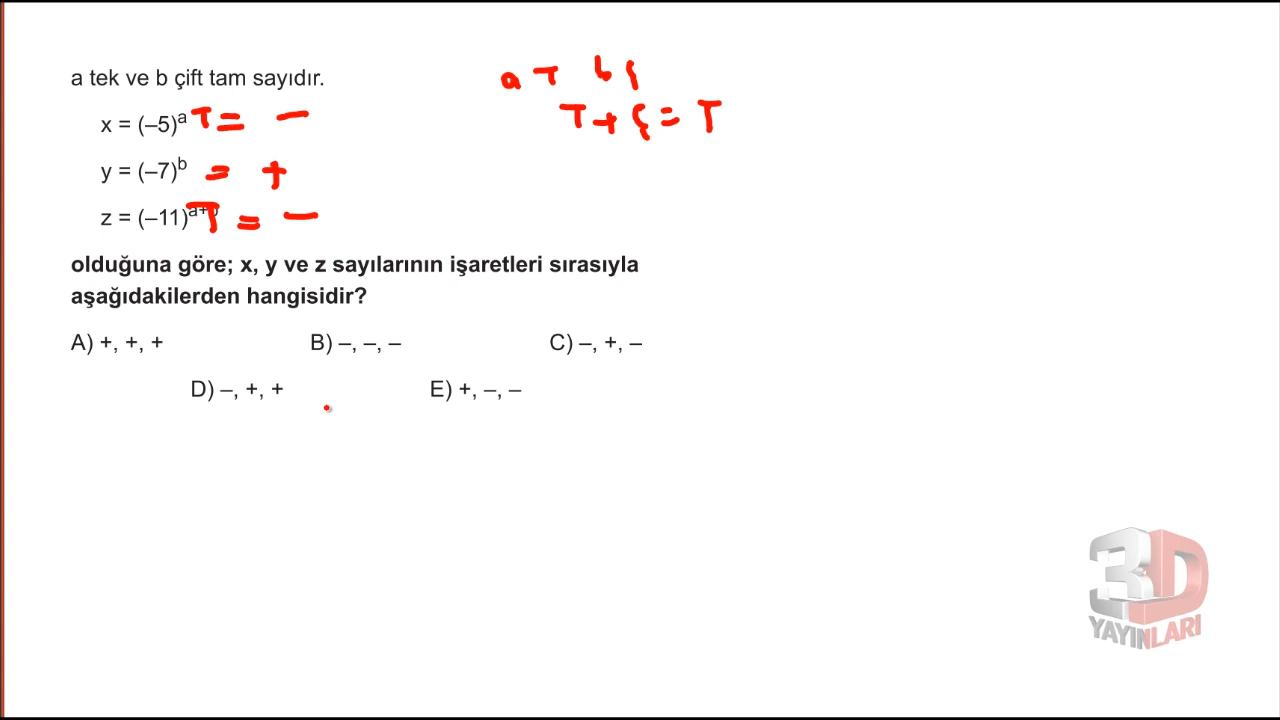 a tek ve b çift tam sayıdır.
a T b ç
x = (–5)ᵃ T = –
T + ç = T
y = (–7)ᵇ = +
z = (–11)ᵃ⁺ᵇ T = –
olduğuna göre; x, y ve z sayılarının işaretleri sırasıyla
aşağıdakilerden hangisidir?
A) +, +, + B) –, –, – C) –, +, –
D) –, +, + E) +, –, –
3D
YAYINLARI